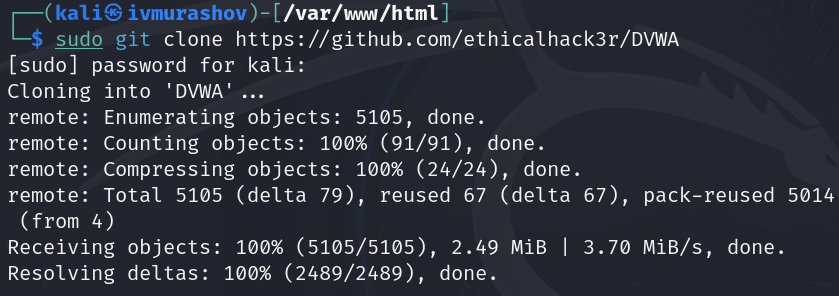 ┌──(kali㉿ivmurashov)-[/var/www/html]
└─$ sudo git clone https://github.com/ethicalhack3r/DVWA
[sudo] password for kali:
Cloning into 'DVWA'...
remote: Enumerating objects: 5105, done.
remote: Counting objects: 100% (91/91), done.
remote: Compressing objects: 100% (24/24), done.
remote: Total 5105 (delta 79), reused 67 (delta 67), pack-reused 5014
 (from 4)
Receiving objects: 100% (5105/5105), 2.49 MiB | 3.70 MiB/s, done.
Resolving deltas: 100% (2489/2489), done.